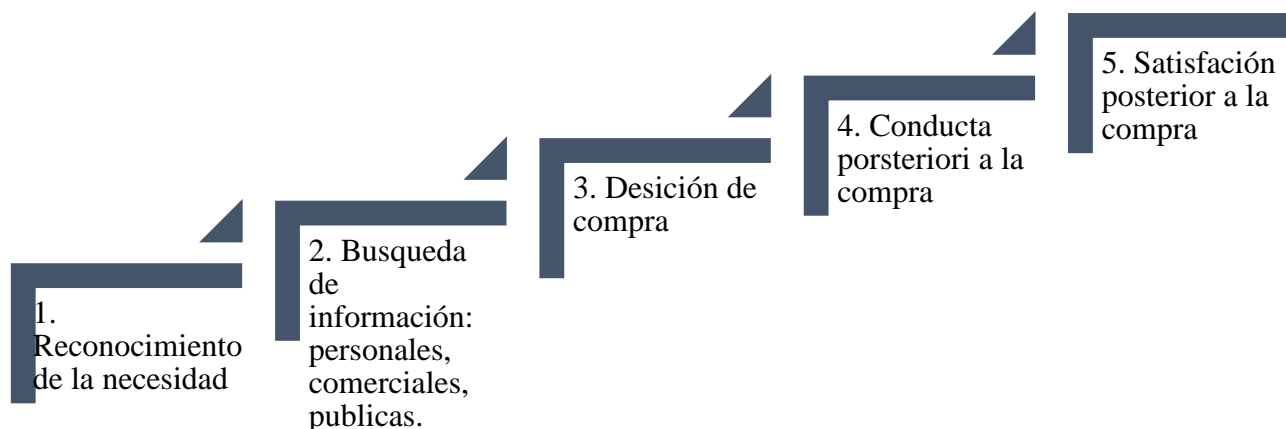 1.
Reconocimiento
de la necesidad
2. Busqueda
de
información:
personales,
comerciales,
publicas.
3. Desición de
compra
4. Conducta
porsteriori a la
compra
5. Satisfación
posterior a la
compra